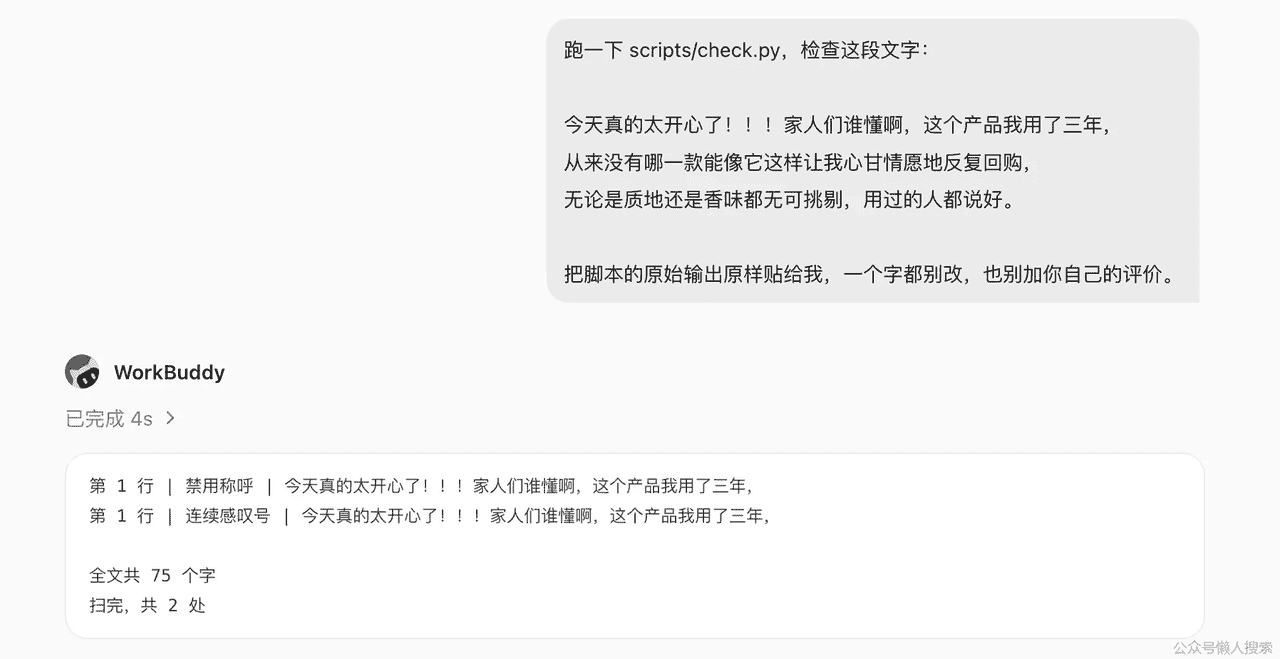 跑一下 scripts/check.py，检查这段文字：
今天真的太开心了！！！家人们谁懂啊，这个产品我用了三年，
从来没有哪一款能像它这样让我心甘情愿地反复回购，
无论是质地还是香味都无可挑剔，用过的人都说好。
把脚本的原始输出原样贴给我，一个字都别改，也别加你自己的评价。
WorkBuddy
已完成 4s >
第 1 行 | 禁用称呼 | 今天真的太开心了！！！家人们谁懂啊，这个产品我用了三年，
第 1 行 | 连续感叹号 | 今天真的太开心了！！！家人们谁懂啊，这个产品我用了三年，
全文共 75 个字
扫完，共 2 处
公众号懒人搜索